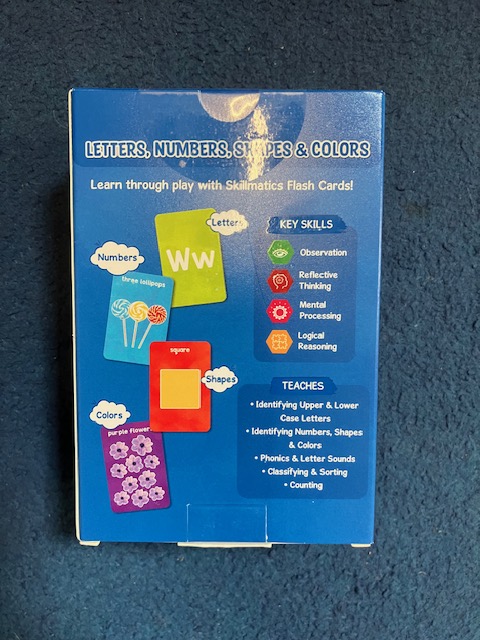 LETTERS, NUMBERS, SHAPES & COLORS
Learn through play with Skillmatics Flash Cards!
Letters
Ww
Numbers
three lollipops
square
Shapes
Colors
purple flowers
KEY SKILLS
Observation
Reflective
Thinking
Mental
Processing
Logical
Reasoning
TEACHES
• Identifying Upper & Lower
Case Letters
• Identifying Numbers, Shapes
& Colors
• Phonics & Letter Sounds
• Classifying & Sorting
• Counting